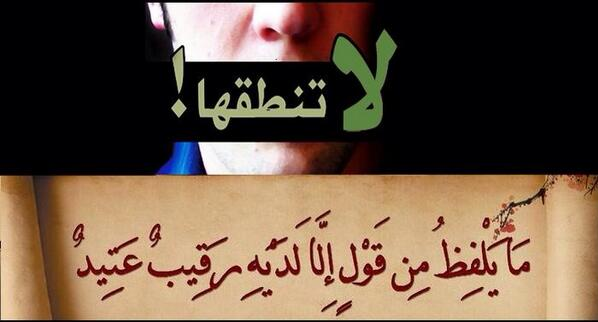 لا تنطقها!
مَا يَلْفِظُ مِن قَوْلٍ إِلَّا لَدَيْهِ رَقِيبٌ عَتِيدٌ